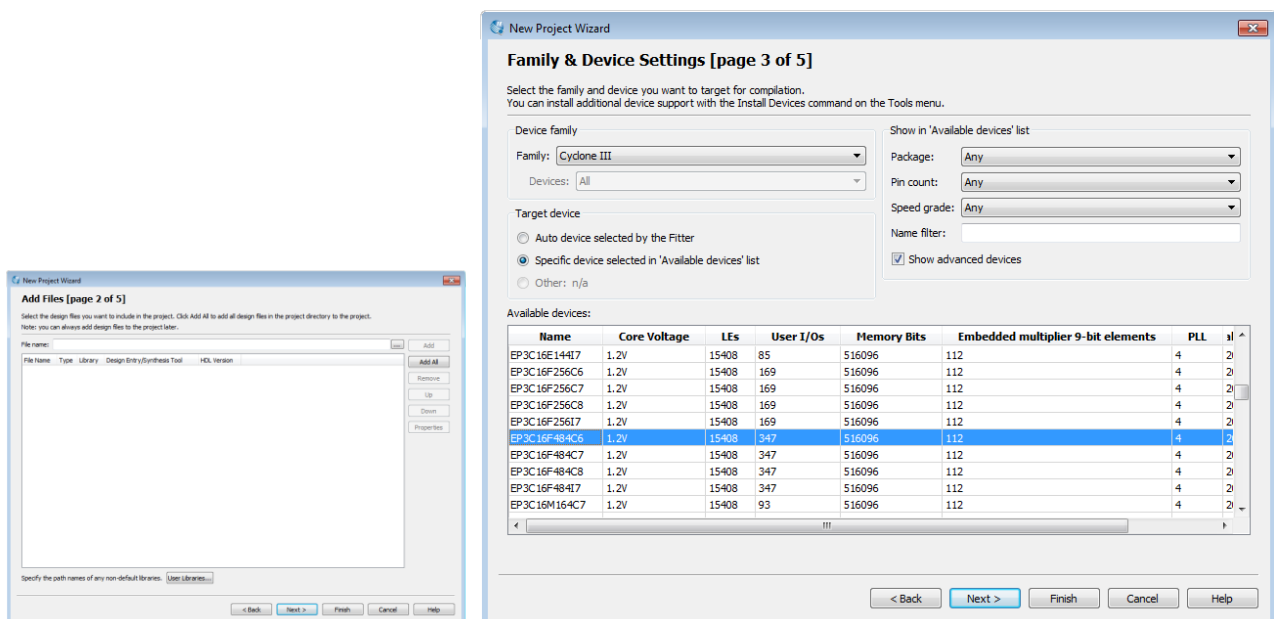 New Project Wizard
Add Files [page 2 of 5]
Select the design files you want to include in the project. Click Add All to add all design files in the project directory to the project.
Note: you can always add design files to the project later.
File name: ... Add
File Name Type Library Design Entry/Synthesis Tool HDL Version Add All
Remove
Up
Down
Properties
Specify the path names of any non-default libraries. User Libraries...
< Back Next > Finish Cancel Help
New Project Wizard
Family & Device Settings [page 3 of 5]
Select the family and device you want to target for compilation.
You can install additional device support with the Install Devices command on the Tools menu.
Device family
Family: Cyclone III
Devices: All
Target device
Auto device selected by the Fitter
Specific device selected in 'Available devices' list
Other: n/a
Show in 'Available devices' list
Package: Any
Pin count: Any
Speed grade: Any
Name filter:
Show advanced devices
Available devices:
Name Core Voltage LEs User I/Os Memory Bits Embedded multiplier 9-bit elements PLL
EP3C16E144I7 1.2V 15408 85 516096 112 4
EP3C16F256C6 1.2V 15408 169 516096 112 4
EP3C16F256C7 1.2V 15408 169 516096 112 4
EP3C16F256C8 1.2V 15408 169 516096 112 4
EP3C16F256I7 1.2V 15408 169 516096 112 4
EP3C16F484C6 1.2V 15408 347 516096 112 4
EP3C16F484C7 1.2V 15408 347 516096 112 4
EP3C16F484C8 1.2V 15408 347 516096 112 4
EP3C16F484I7 1.2V 15408 347 516096 112 4
EP3C16M164C7 1.2V 15408 93 516096 112 4
< Back Next > Finish Cancel Help